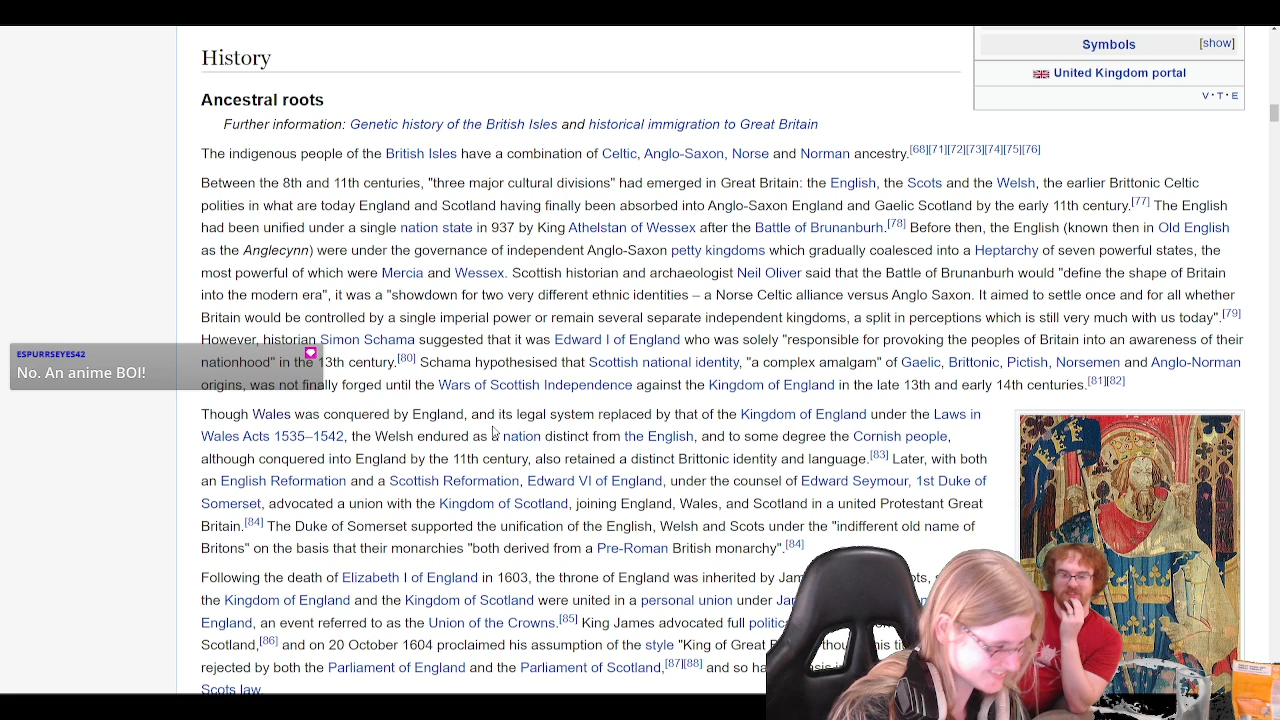 History
Symbols [show]
United Kingdom portal
V · T · E
Ancestral roots
Further information: Genetic history of the British Isles and historical immigration to Great Britain
The indigenous people of the British Isles have a combination of Celtic, Anglo-Saxon, Norse and Norman ancestry.[68][71][72][73][74][75][76]
Between the 8th and 11th centuries, "three major cultural divisions" had emerged in Great Britain: the English, the Scots and the Welsh, the earlier Brittonic Celtic
polities in what are today England and Scotland having finally been absorbed into Anglo-Saxon England and Gaelic Scotland by the early 11th century.[77] The English
had been unified under a single nation state in 937 by King Athelstan of Wessex after the Battle of Brunanburh.[78] Before then, the English (known then in Old English
as the Anglecynn) were under the governance of independent Anglo-Saxon petty kingdoms which gradually coalesced into a Heptarchy of seven powerful states, the
most powerful of which were Mercia and Wessex. Scottish historian and archaeologist Neil Oliver said that the Battle of Brunanburh would "define the shape of Britain
into the modern era", it was a "showdown for two very different ethnic identities – a Norse Celtic alliance versus Anglo Saxon. It aimed to settle once and for all whether
Britain would be controlled by a single imperial power or remain several separate independent kingdoms, a split in perceptions which is still very much with us today".[79]
However, historian Simon Schama suggested that it was Edward I of England who was solely "responsible for provoking the peoples of Britain into an awareness of their
nationhood" in the 13th century.[80] Schama hypothesised that Scottish national identity, "a complex amalgam" of Gaelic, Brittonic, Pictish, Norsemen and Anglo-Norman
origins, was not finally forged until the Wars of Scottish Independence against the Kingdom of England in the late 13th and early 14th centuries.[81][82]
ESPURRSEYES42
No. An anime BOI!
Though Wales was conquered by England, and its legal system replaced by that of the Kingdom of England under the Laws in
Wales Acts 1535–1542, the Welsh endured as a nation distinct from the English, and to some degree the Cornish people,
although conquered into England by the 11th century, also retained a distinct Brittonic identity and language.[83] Later, with both
an English Reformation and a Scottish Reformation, Edward VI of England, under the counsel of Edward Seymour, 1st Duke of
Somerset, advocated a union with the Kingdom of Scotland, joining England, Wales, and Scotland in a united Protestant Great
Britain.[84] The Duke of Somerset supported the unification of the English, Welsh and Scots under the "indifferent old name of
Britons" on the basis that their monarchies "both derived from a Pre-Roman British monarchy".[84]
Following the death of Elizabeth I of England in 1603, the throne of England was inherited by
the Kingdom of England and the Kingdom of Scotland were united in a personal union under
England, an event referred to as the Union of the Crowns.[85] King James advocated full
Scotland,[86] and on 20 October 1604 proclaimed his assumption of the style "King of
rejected by both the Parliament of England and the Parliament of Scotland,[87][88] and so
Scots law